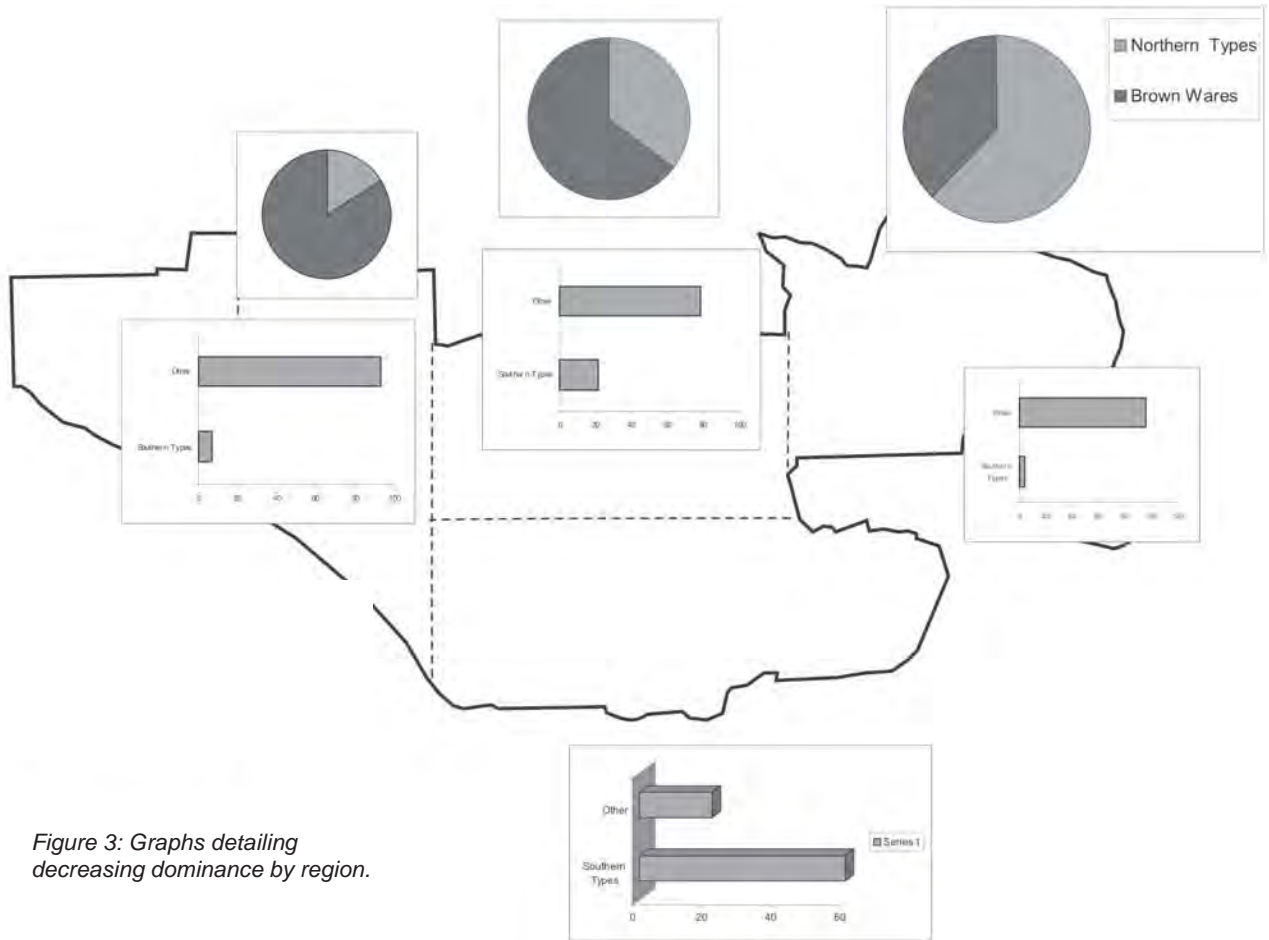 Northern Types
Brown Wares
Other
Southern Types
0 20 40 60 80 100
Other
Southern Types
0 20 40 60 80 100
Southern
Types
Other
Southern
Types
Series 1
0 20 40 60
Figure 3: Graphs detailing
decreasing dominance by region.